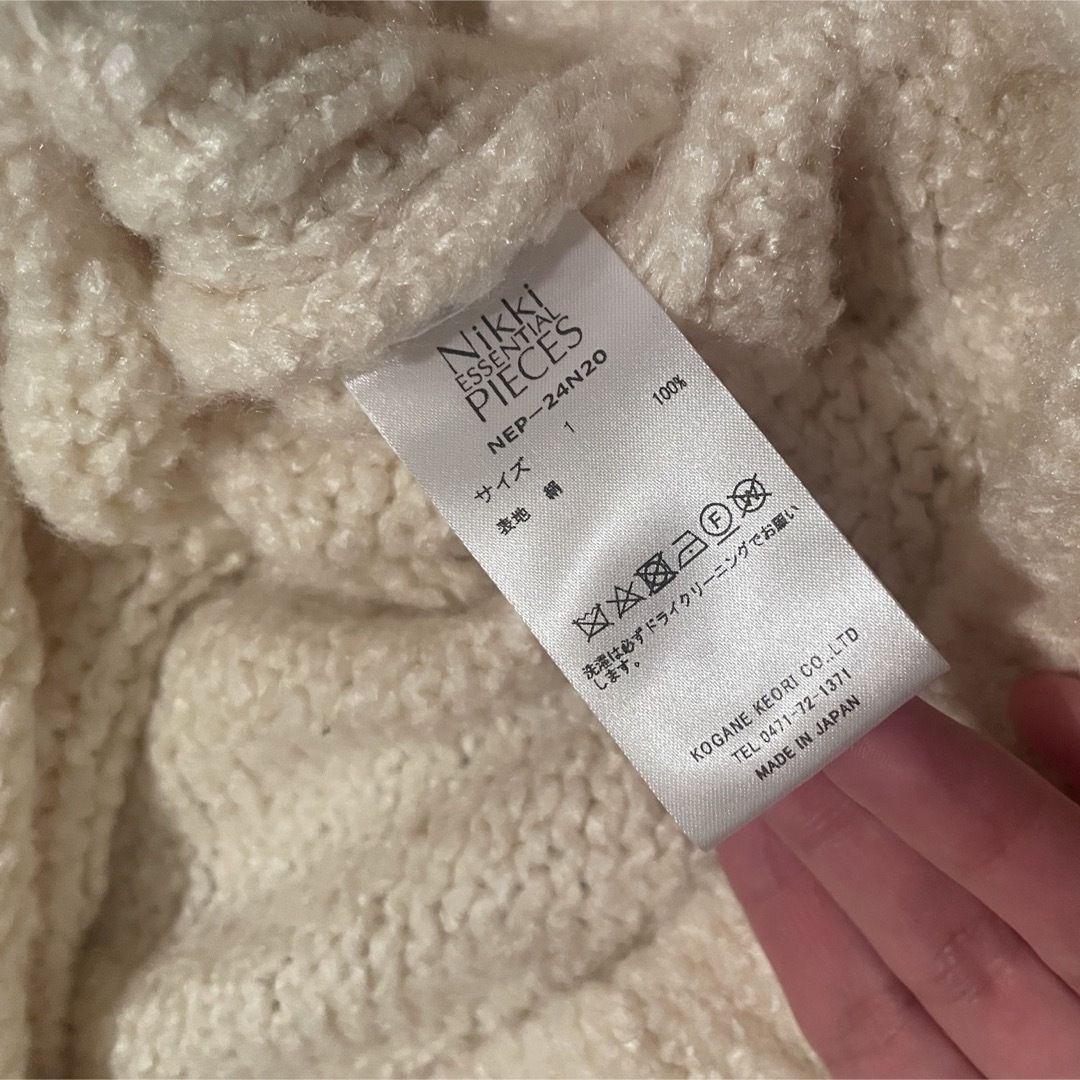 Nikki
ESSENTIAL
PIECES
NEP-24N20
サイズ 1
表地 絹 100%
F W
洗濯は必ずドライクリーニングでお願い
します。
KOGANE KEORI CO.,LTD
TEL 0471-72-1371
MADE IN JAPAN